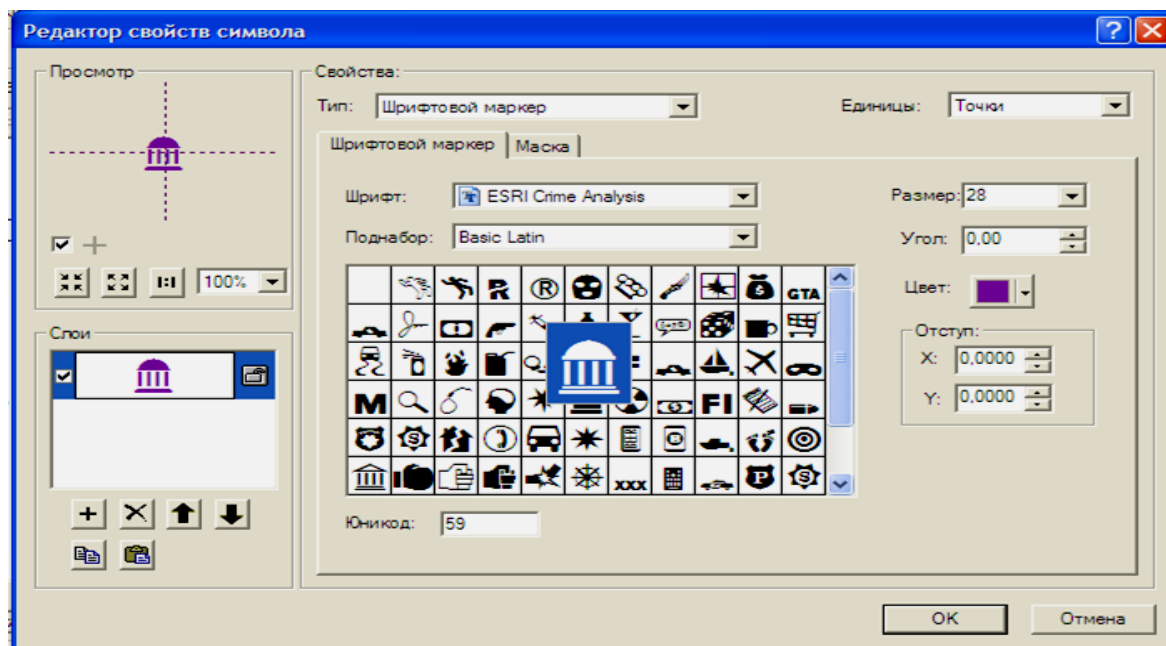 Редактор свойств символа
Просмотр
100%
Слои
Свойства:
Тип: Шрифтовой маркер
Единицы: Точки
Шрифтовой маркер
Маска
Шрифт: ESRI Crime Analysis
Размер: 28
Поднабор: Basic Latin
Угол: 0,00
Цвет:
GTA
Отступ:
X: 0,0000
Y: 0,0000
M
FI
XXX
Юникод: 59
OK
Отмена